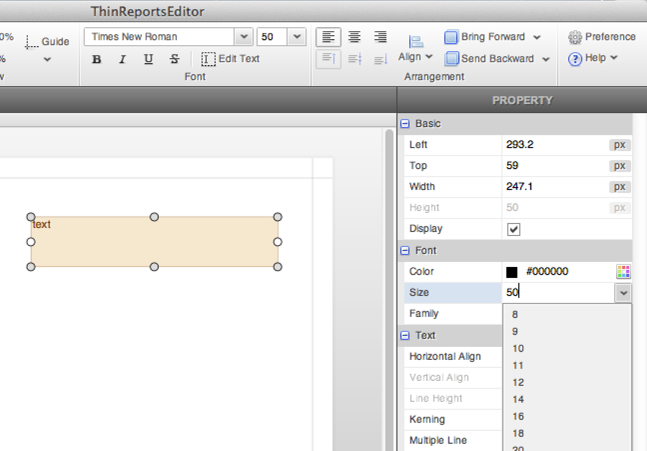 ThinReportsEditor
0%
Guide
Times New Roman
50
Bring Forward
Preference
%
B I U S
Edit Text
Align
Send Backward
Help
w
Font
Arrangement
PROPERTY
Basic
Left 293.2 px
Top 59 px
Width 247.1 px
Height 50 px
Display
text
Font
Color #000000
Size 50
Family
8
Text
9
Horizontal Align
10
11
Vertical Align
12
Line Height
14
16
Kerning
18
Multiple Line
20